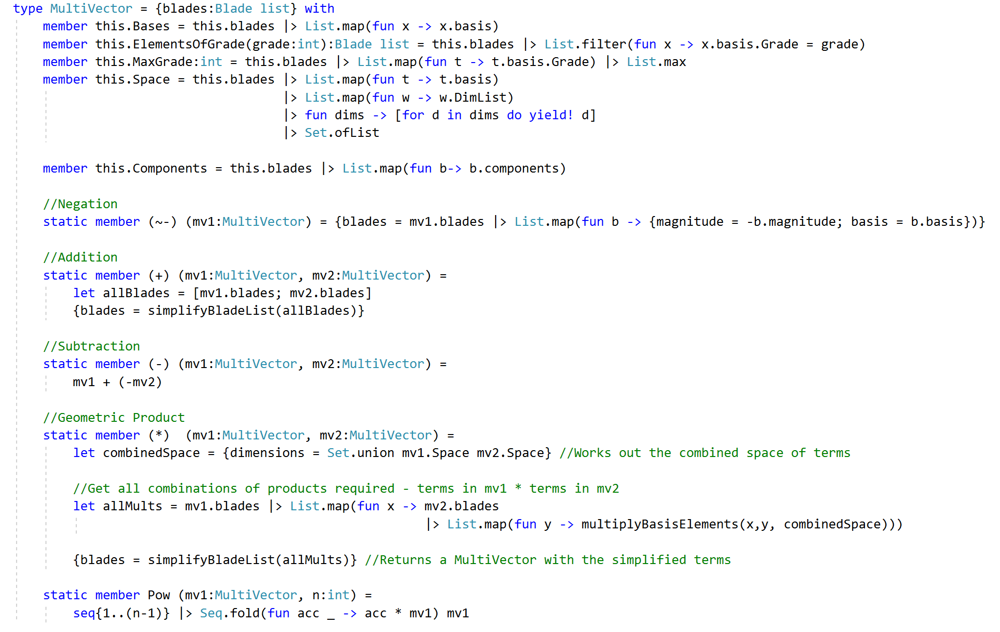 type MultiVector = {blades:Blade list} with
    member this.Bases = this.blades |> List.map(fun x -> x.basis)
    member this.ElementsOfGrade(grade:int):Blade list = this.blades |> List.filter(fun x -> x.basis.Grade = grade)
    member this.MaxGrade:int = this.blades |> List.map(fun t -> t.basis.Grade) |> List.max
    member this.Space = this.blades |> List.map(fun t -> t.basis)
                                    |> List.map(fun w -> w.DimList)
                                    |> fun dims -> [for d in dims do yield! d]
                                    |> Set.ofList
    member this.Components = this.blades |> List.map(fun b-> b.components)
    //Negation
    static member (~-) (mv1:MultiVector) = {blades = mv1.blades |> List.map(fun b -> {magnitude = -b.magnitude; basis = b.basis})}
    //Addition
    static member (+) (mv1:MultiVector, mv2:MultiVector) =
        let allBlades = [mv1.blades; mv2.blades]
        {blades = simplifyBladeList(allBlades)}
    //Subtraction
    static member (-) (mv1:MultiVector, mv2:MultiVector) =
        mv1 + (-mv2)
    //Geometric Product
    static member (*)  (mv1:MultiVector, mv2:MultiVector) =
        let combinedSpace = {dimensions = Set.union mv1.Space mv2.Space} //Works out the combined space of terms
        //Get all combinations of products required - terms in mv1 * terms in mv2
        let allMults = mv1.blades |> List.map(fun x -> mv2.blades
                                                       |> List.map(fun y -> multiplyBasisElements(x,y, combinedSpace)))
        {blades = simplifyBladeList(allMults)} //Returns a MultiVector with the simplified terms
    static member Pow (mv1:MultiVector, n:int) =
        seq{1..(n-1)} |> Seq.fold(fun acc _ -> acc * mv1) mv1